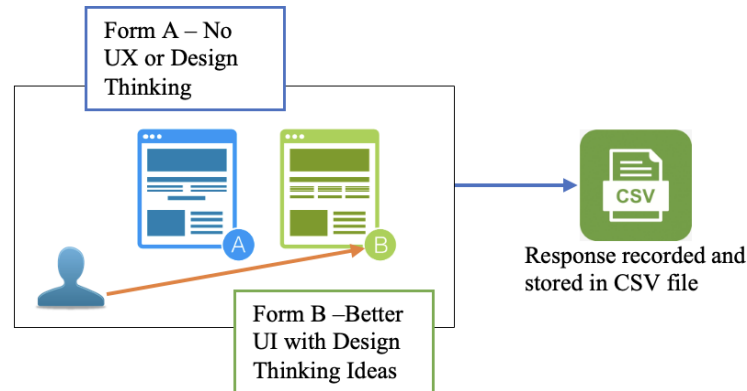 Form A – No
UX or Design
Thinking
A
B
CSV
Response recorded and
stored in CSV file
Form B –Better
UI with Design
Thinking Ideas